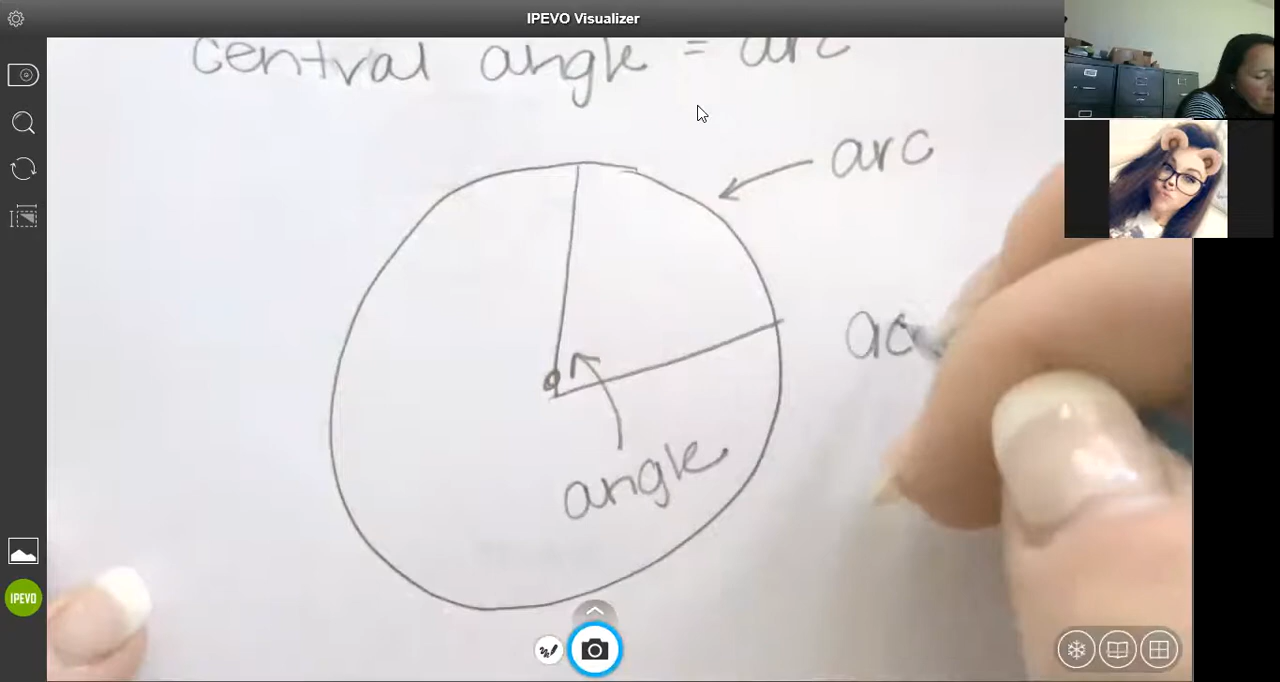 IPEVO Visualizer
central angle = arc
arc
angle
IPEVO